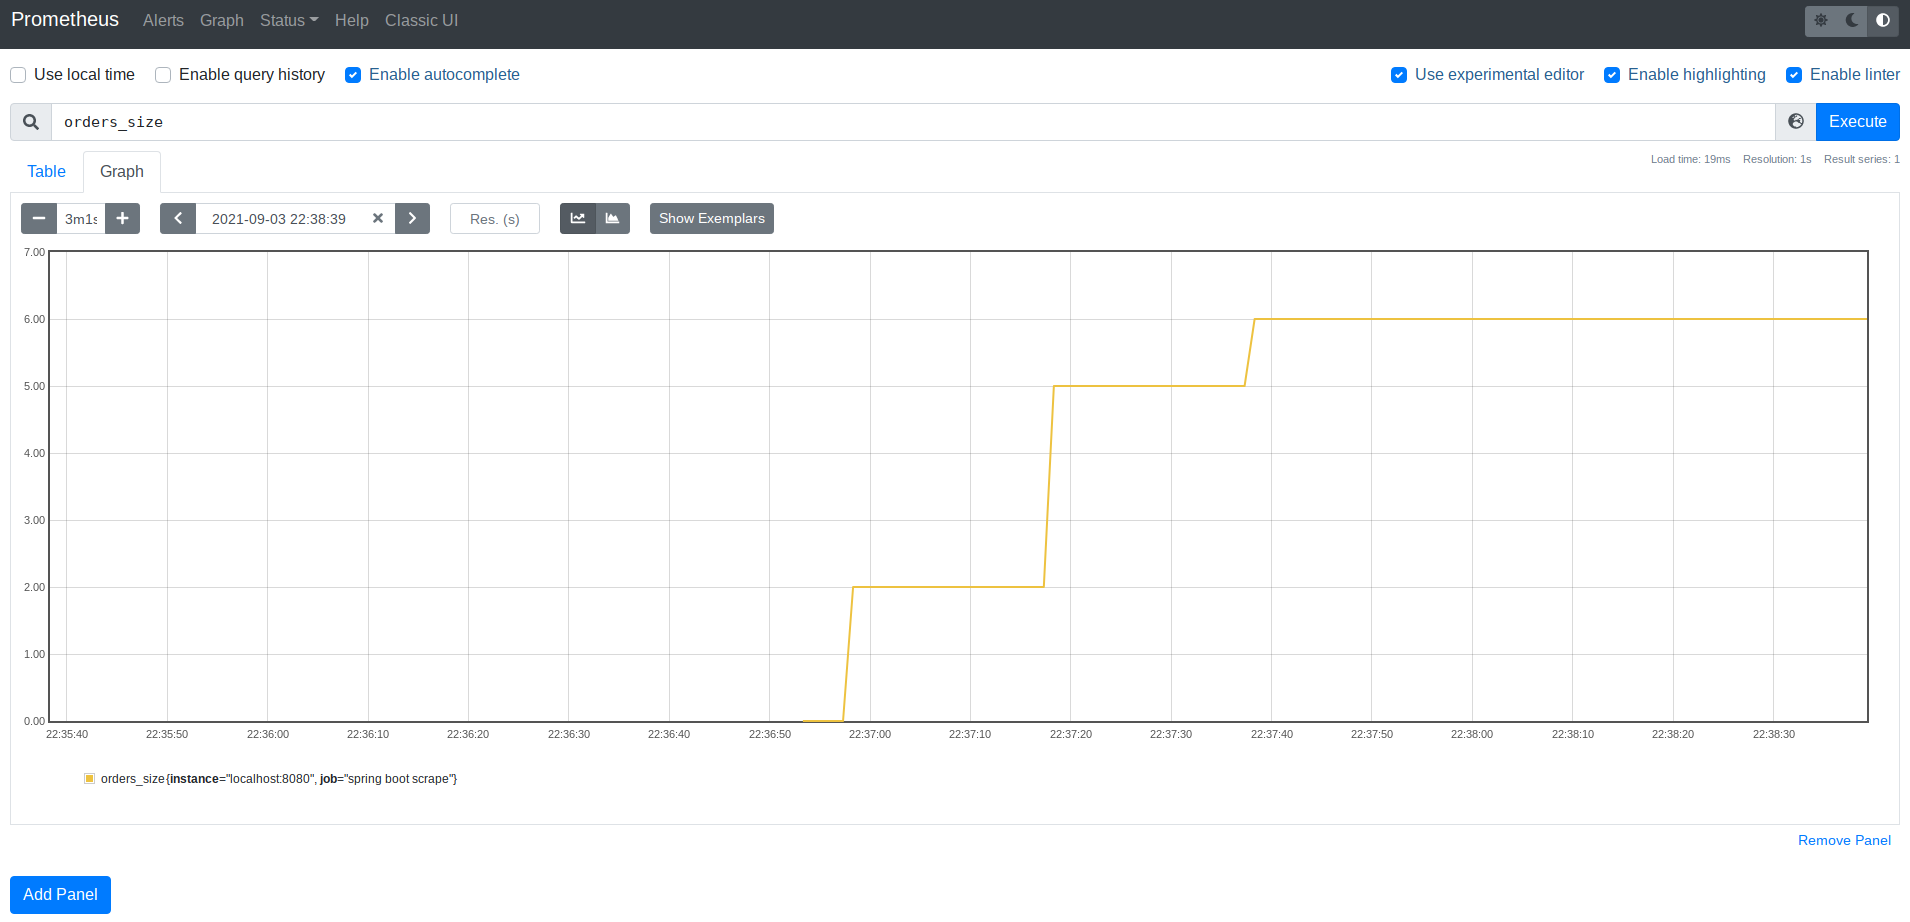 Prometheus Alerts Graph Status Help Classic UI
Use local time Enable query history Enable autocomplete Use experimental editor Enable highlighting Enable linter
orders_size Execute
Table Graph Load time: 19ms Resolution: 1s Result series: 1
3m1s 2021-09-03 22:38:39 Res. (s) Show Exemplars
7.00
6.00
5.00
4.00
3.00
2.00
1.00
0.00
22:35:40 22:35:50 22:36:00 22:36:10 22:36:20 22:36:30 22:36:40 22:36:50 22:37:00 22:37:10 22:37:20 22:37:30 22:37:40 22:37:50 22:38:00 22:38:10 22:38:20 22:38:30
orders_size{instance="localhost:8080", job="spring boot scrape"}
Remove Panel
Add Panel